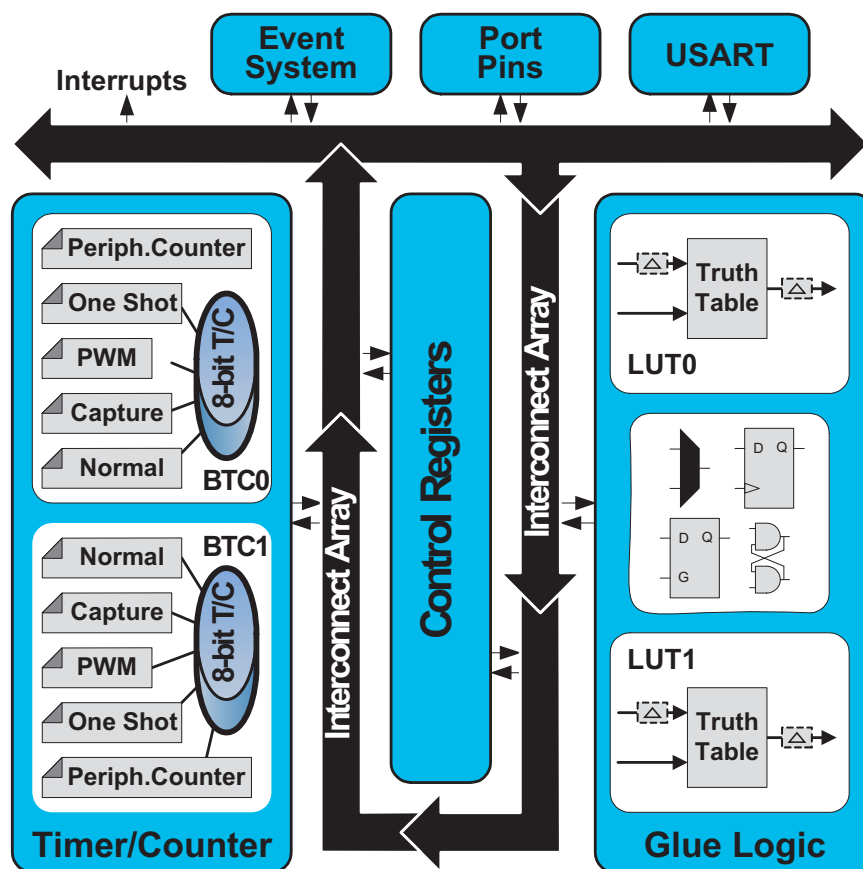 Event
System
Port
Pins
USART
Interrupts
Periph.Counter
One Shot
PWM
Capture
Normal
8-bit T/C
BTC0
BTC1
Normal
Capture
PWM
One Shot
Periph.Counter
8-bit T/C
Timer/Counter
Interconnect Array
Control Registers
Interconnect Array
Truth
Table
LUT0
D Q
D Q
G
LUT1
Truth
Table
Glue Logic